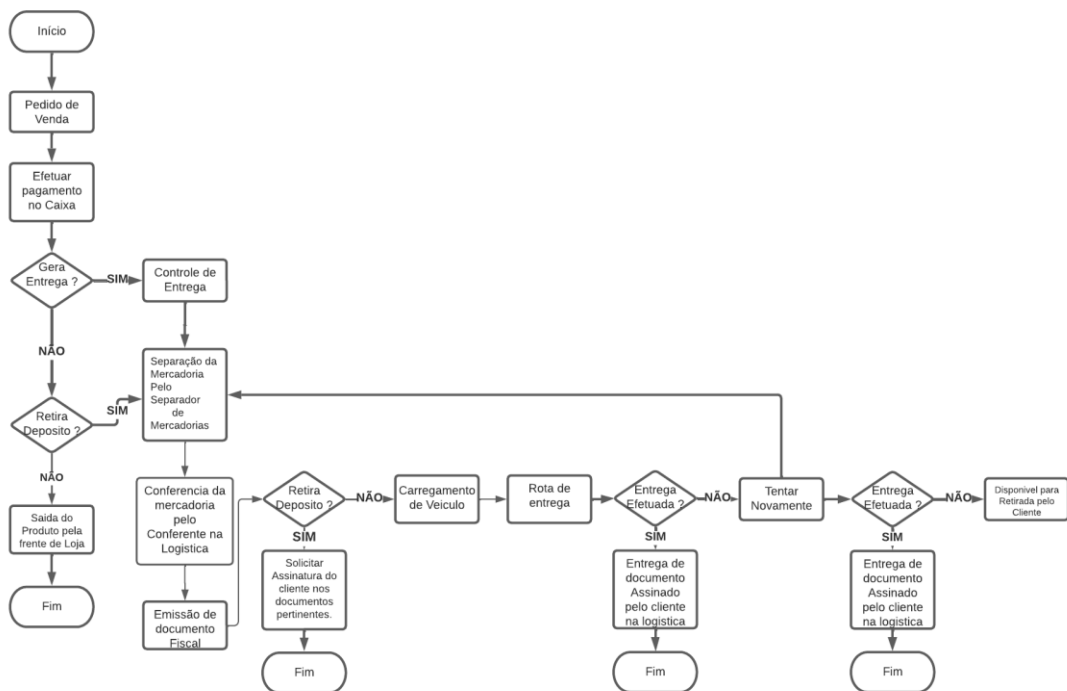 Início
Pedido de
Venda
Efetuar
pagamento
no Caixa
Gera
Entrega ?
SIM
Controle de
Entrega
NÃO
Separação da
Mercadoria
Pelo
Separador
de
Mercadorias
Retira
Deposito ?
SIM
NÃO
Saida do
Produto pela
frente de Loja
Fim
Conferencia da
mercadoria
pelo
Conferente na
Logistica
Emissão de
documento
Fiscal
Retira
Deposito ?
NÃO
SIM
Solicitar
Assinatura do
cliente nos
documentos
pertinentes.
Fim
Carregamento
de Veiculo
Rota de
entrega
Entrega
Efetuada ?
NÃO
SIM
Entrega de
documento
Assinado
pelo cliente
na logistica
Fim
Tentar
Novamente
Entrega
Efetuada ?
NÃO
SIM
Entrega de
documento
Assinado
pelo cliente
na logistica
Fim
Disponivel para
Retirada pelo
Cliente